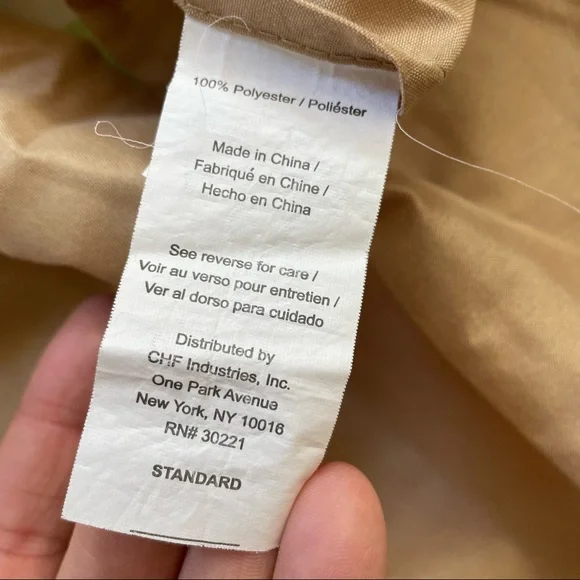 100% Polyester / Poliéster
Made in China /
Fabriqué en Chine /
Hecho en China
See reverse for care /
Voir au verso pour entretien /
Ver al dorso para cuidado
Distributed by
CHF Industries, Inc.
One Park Avenue
New York, NY 10016
RN# 30221
STANDARD